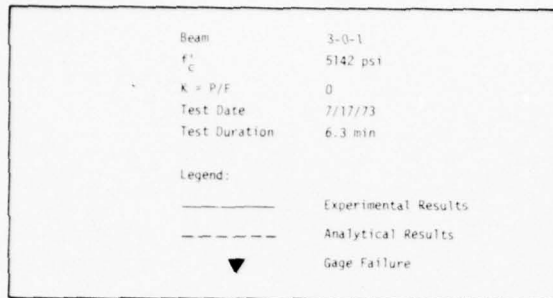 Beam 3-0-1
f'c 5142 psi
K = P/F 0
Test Date 7/17/73
Test Duration 6.3 min
Legend:
Experimental Results
Analytical Results
Gage Failure